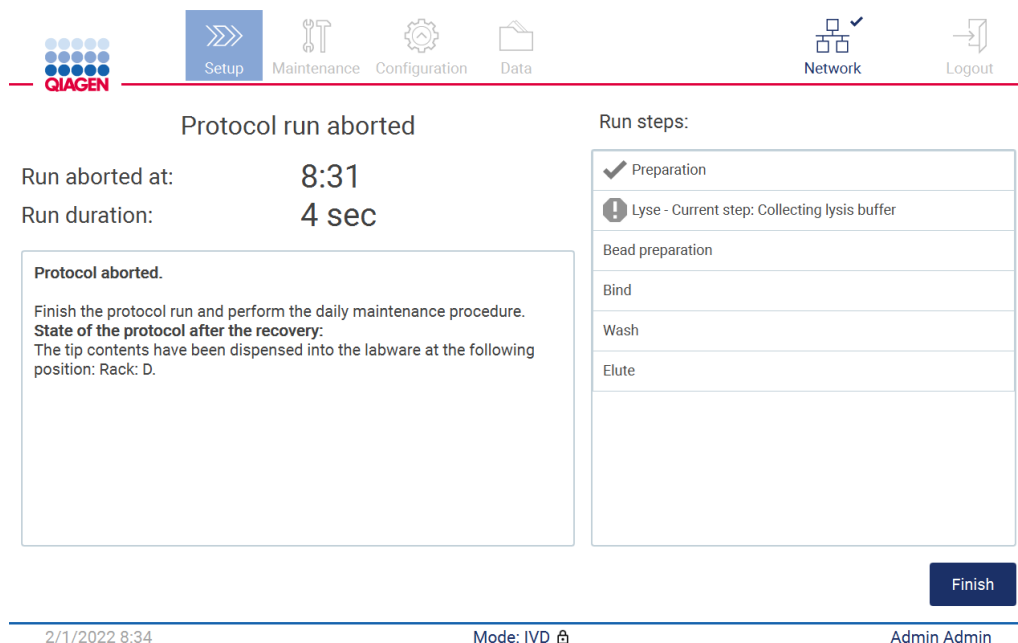 QIAGEN
Setup
Maintenance
Configuration
Data
Network
Logout
Protocol run aborted
Run aborted at: 8:31
Run duration: 4 sec
Protocol aborted.
Finish the protocol run and perform the daily maintenance procedure.
State of the protocol after the recovery:
The tip contents have been dispensed into the labware at the following
position: Rack: D.
Run steps:
Preparation
Lyse - Current step: Collecting lysis buffer
Bead preparation
Bind
Wash
Elute
Finish
2/1/2022 8:34
Mode: IVD
Admin Admin